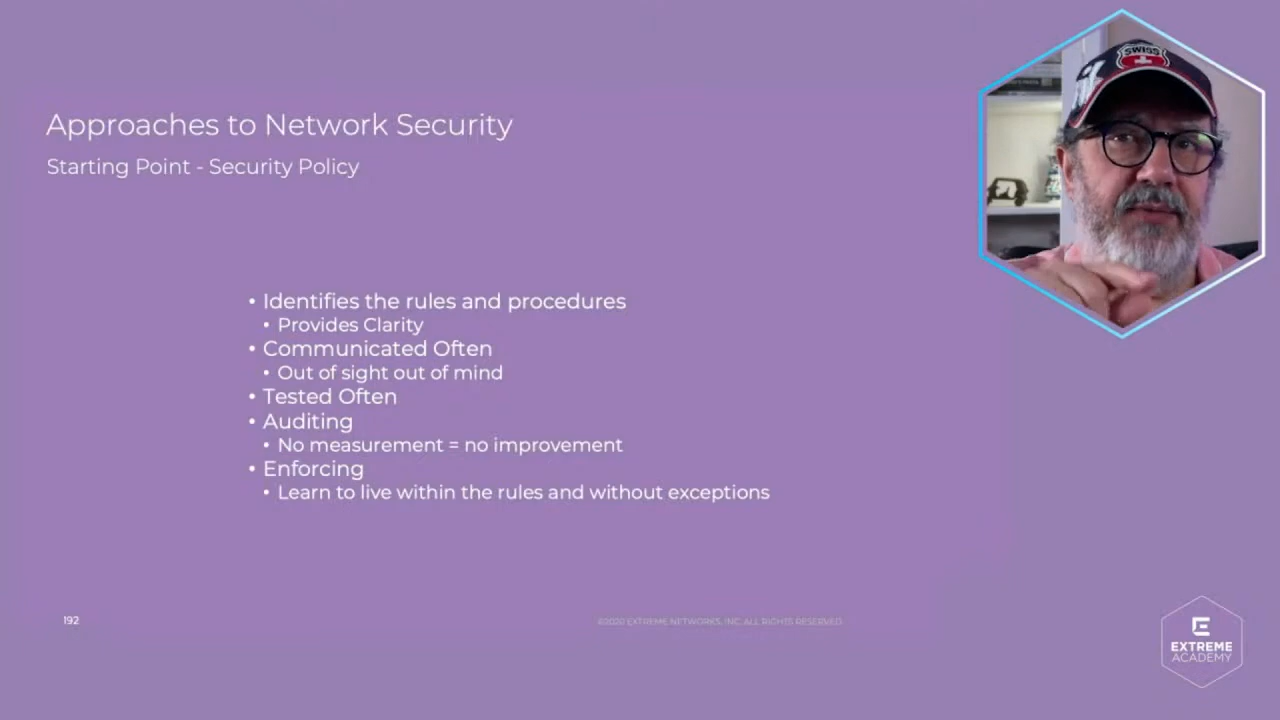 SWISS
Approaches to Network Security
Starting Point - Security Policy
• Identifies the rules and procedures
• Provides Clarity
• Communicated Often
• Out of sight out of mind
• Tested Often
• Auditing
• No measurement = no improvement
• Enforcing
• Learn to live within the rules and without exceptions
192
©2020 EXTREME NETWORKS, INC. ALL RIGHTS RESERVED.
EXTREME
ACADEMY